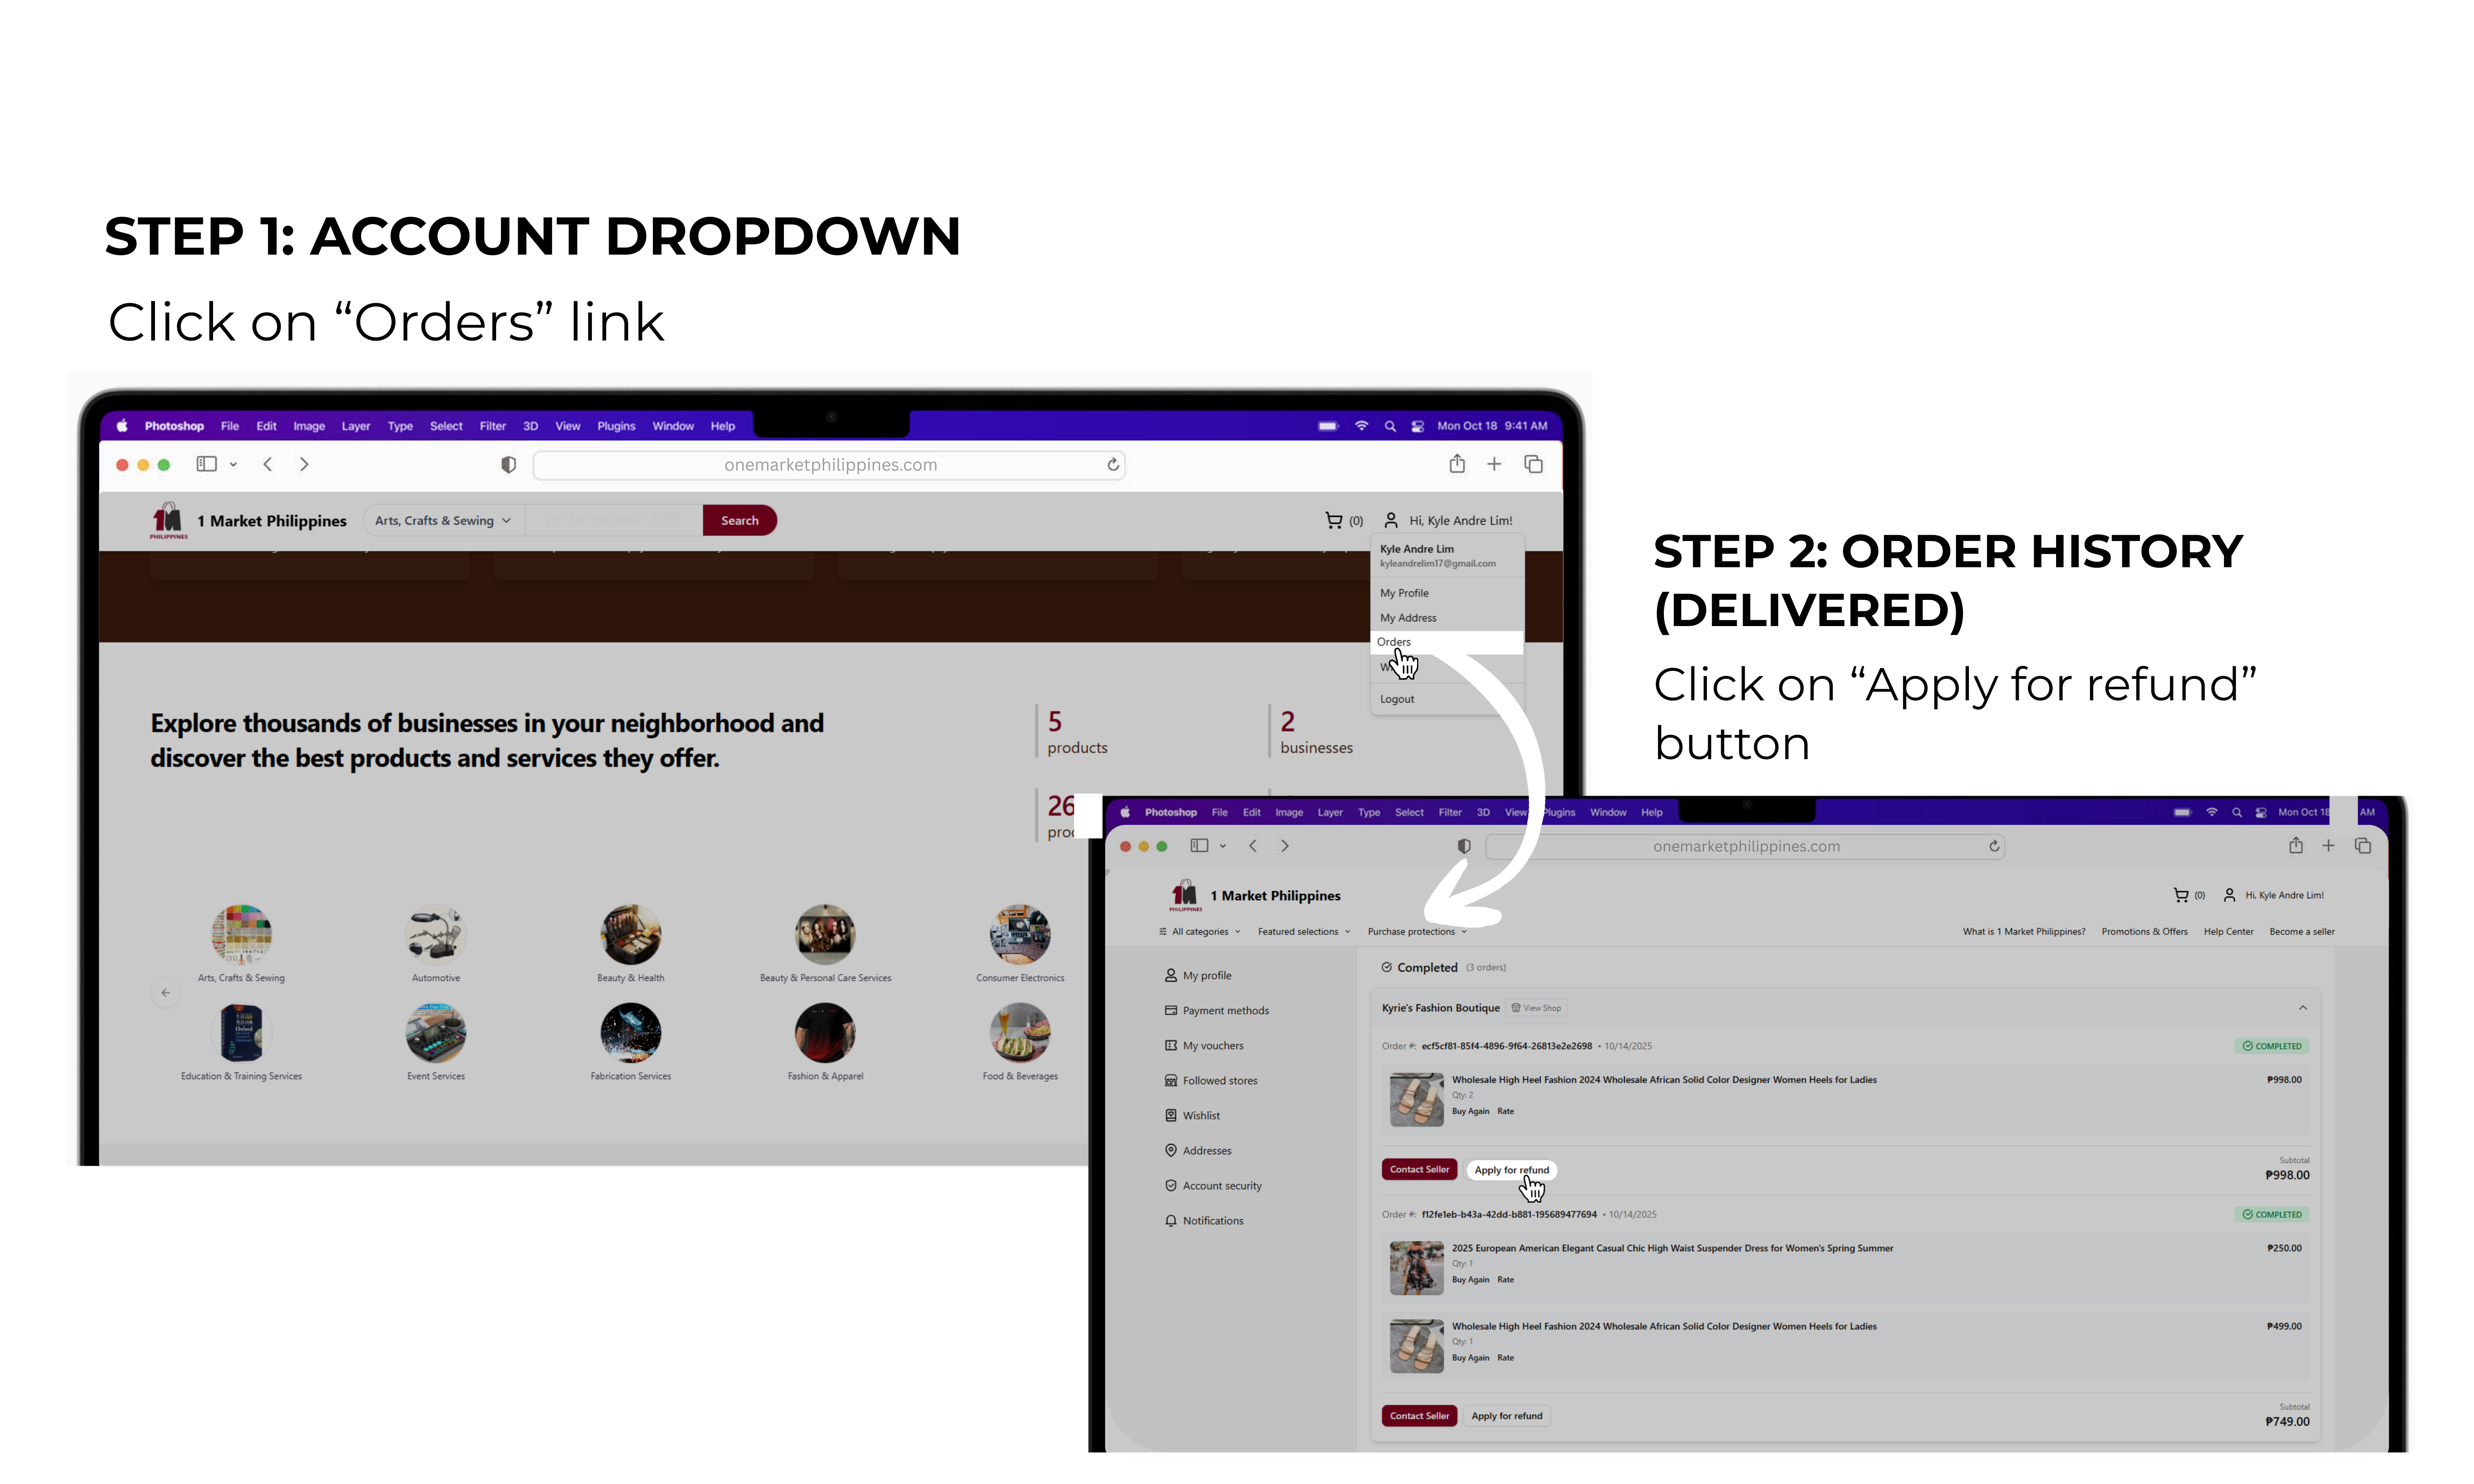 STEP 1: ACCOUNT DROPDOWN
Click on “Orders” link
Photoshop File Edit Image Layer Type Select Filter 3D View Plugins Window Help
Mon Oct 18 9:41 AM
onemarketphilippines.com
PHILIPPINES
1 Market Philippines
Arts, Crafts & Sewing
Search
(0)
Hi, Kyle Andre Lim!
Kyle Andre Lim
kyleandrelim17@gmail.com
My Profile
My Address
Orders
Logout
Explore thousands of businesses in your neighborhood and
discover the best products and services they offer.
5
products
2
businesses
26
Arts, Crafts & Sewing
Automotive
Beauty & Health
Beauty & Personal Care Services
Consumer Electronics
Education & Training Services
Event Services
Fabrication Services
Fashion & Apparel
Food & Beverages
STEP 2: ORDER HISTORY
(DELIVERED)
Click on “Apply for refund”
button
Photoshop File Edit Image Layer Type Select Filter 3D View Plugins Window Help
Mon Oct 18 AM
onemarketphilippines.com
PHILIPPINES
1 Market Philippines
(0)
Hi, Kyle Andre Lim!
All categories
Featured selections
Purchase protections
What is 1 Market Philippines?
Promotions & Offers
Help Center
Become a seller
My profile
Payment methods
My vouchers
Followed stores
Wishlist
Addresses
Account security
Notifications
Completed (3 orders)
Kyrie's Fashion Boutique
View Shop
Order #: ecf5cf81-85f4-4896-9f64-26813e2e2698 • 10/14/2025
COMPLETED
Wholesale High Heel Fashion 2024 Wholesale African Solid Color Designer Women Heels for Ladies
₱998.00
Qty: 2
Buy Again Rate
Contact Seller
Apply for refund
Subtotal
₱998.00
Order #: f12fe1eb-b43a-42dd-b881-195689477694 • 10/14/2025
COMPLETED
2025 European American Elegant Casual Chic High Waist Suspender Dress for Women's Spring Summer
₱250.00
Qty: 1
Buy Again Rate
Wholesale High Heel Fashion 2024 Wholesale African Solid Color Designer Women Heels for Ladies
₱499.00
Qty: 1
Buy Again Rate
Contact Seller
Apply for refund
Subtotal
₱749.00